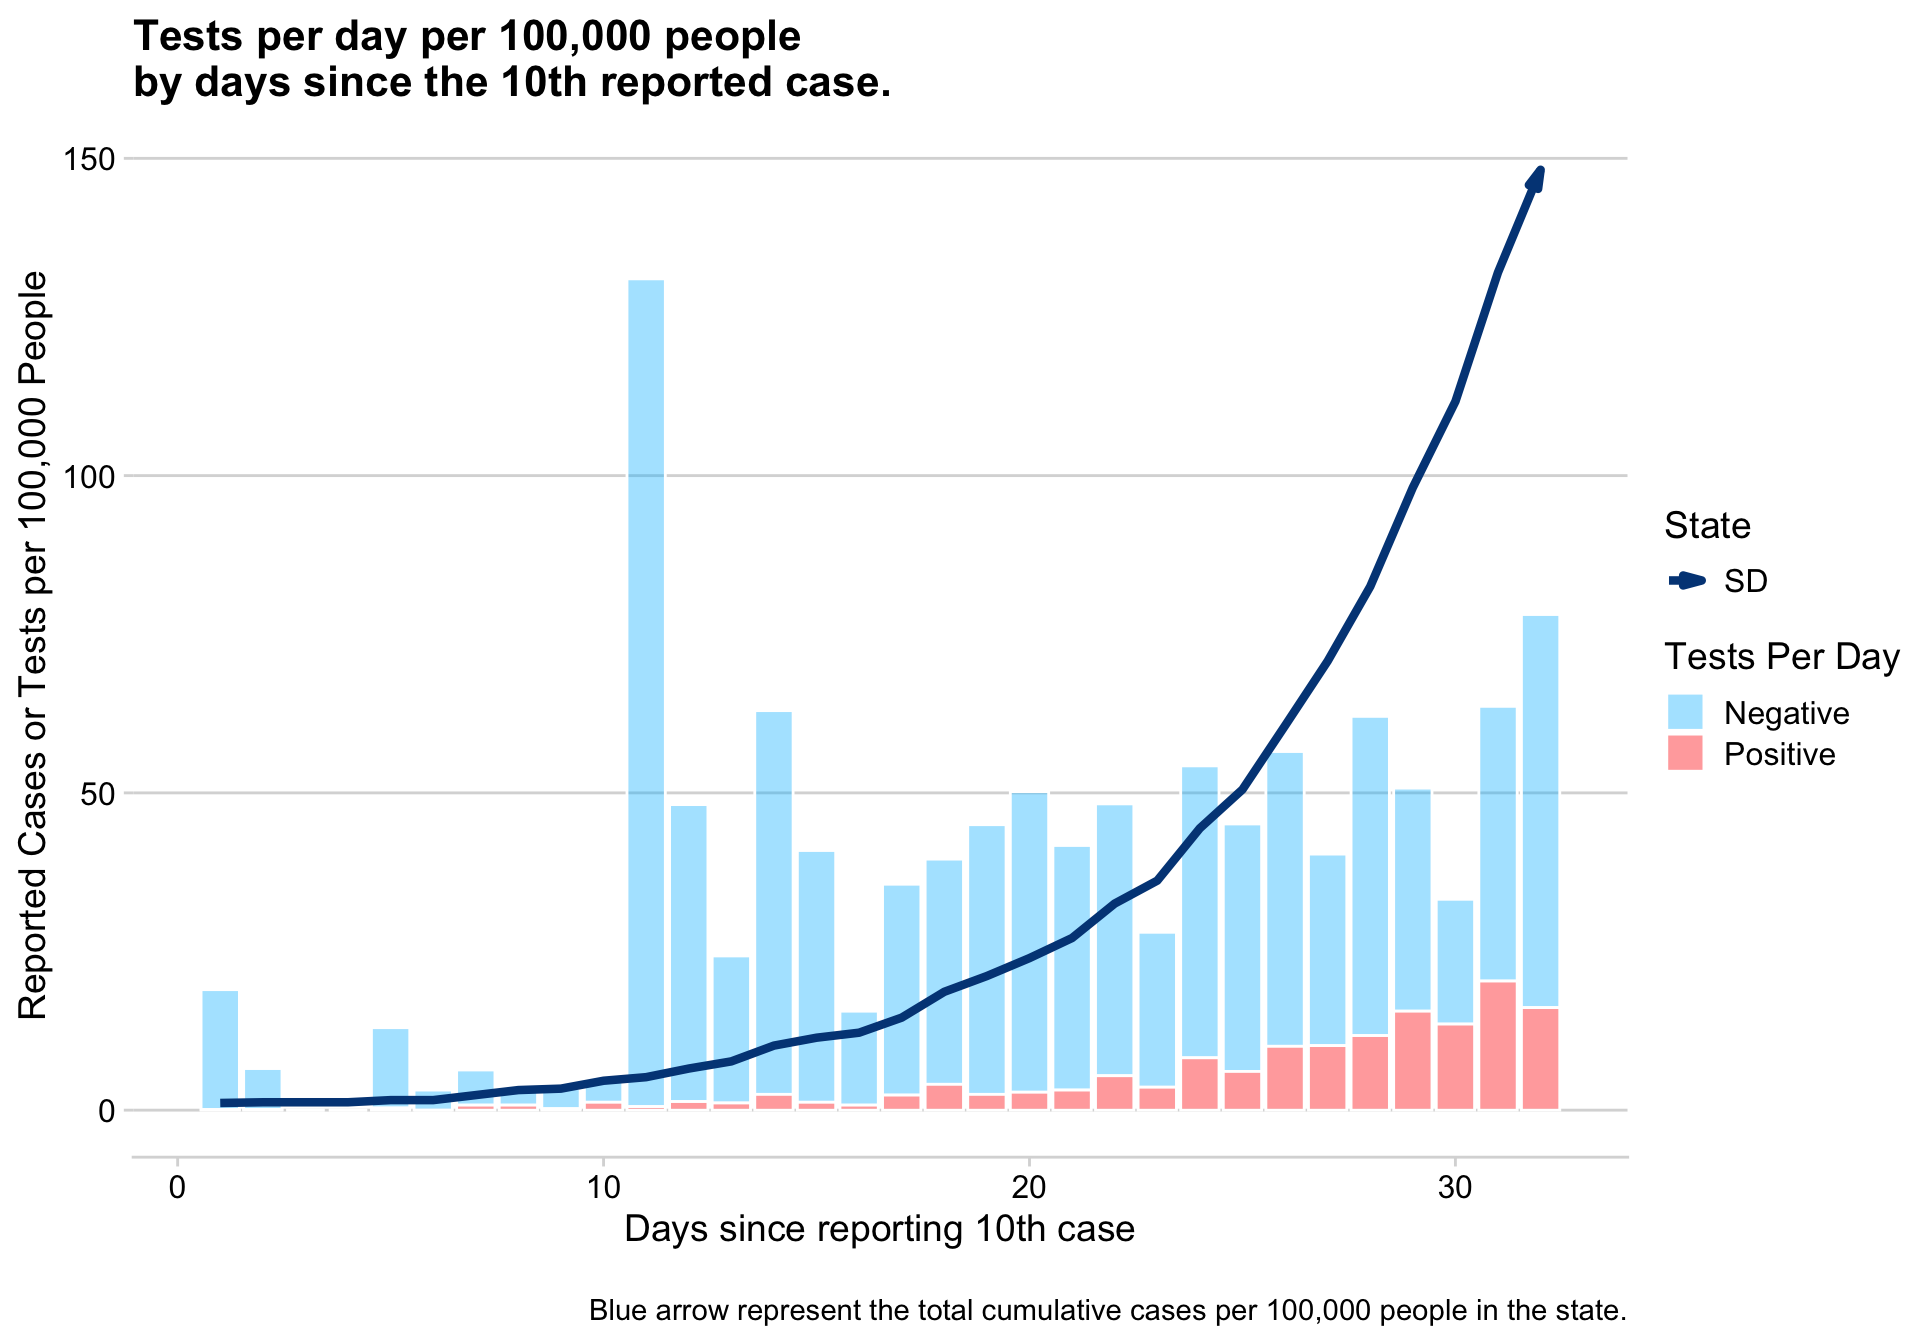 Tests per day per 100,000 people
by days since the 10th reported case.
Reported Cases or Tests per 100,000 People
150
100
50
0
0
10
20
30
Days since reporting 10th case
State
SD
Tests Per Day
Negative
Positive
Blue arrow represent the total cumulative cases per 100,000 people in the state.